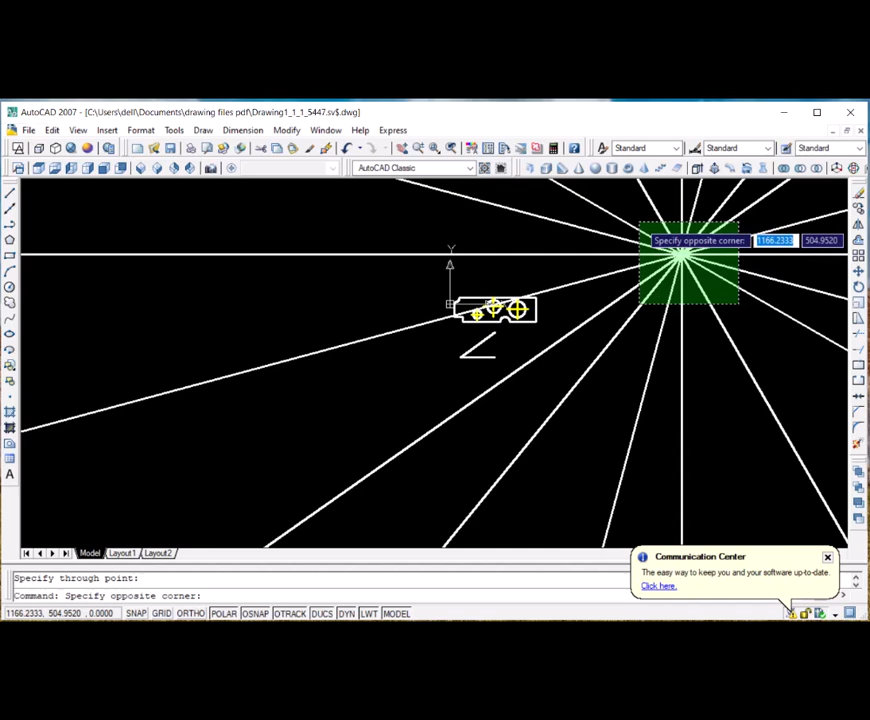 AutoCAD 2007 - [C:\Users\dell\Documents\drawing files pdf\Drawing1_1_1_5447.sv$.dwg]
File Edit View Insert Format Tools Draw Dimension Modify Window Help Express
Standard Standard Standard
AutoCAD Classic
Specify opposite corner: 1166.2333 504.9520
Y
Model Layout1 Layout2
Communication Center
The easy way to keep you and your software up-to-date.
Click here.
Specify through point:
Command: Specify opposite corner:
1166.2333, 504.9520, 0.0000 SNAP GRID ORTHO POLAR OSNAP OTRACK DUCS DYN LWT MODEL